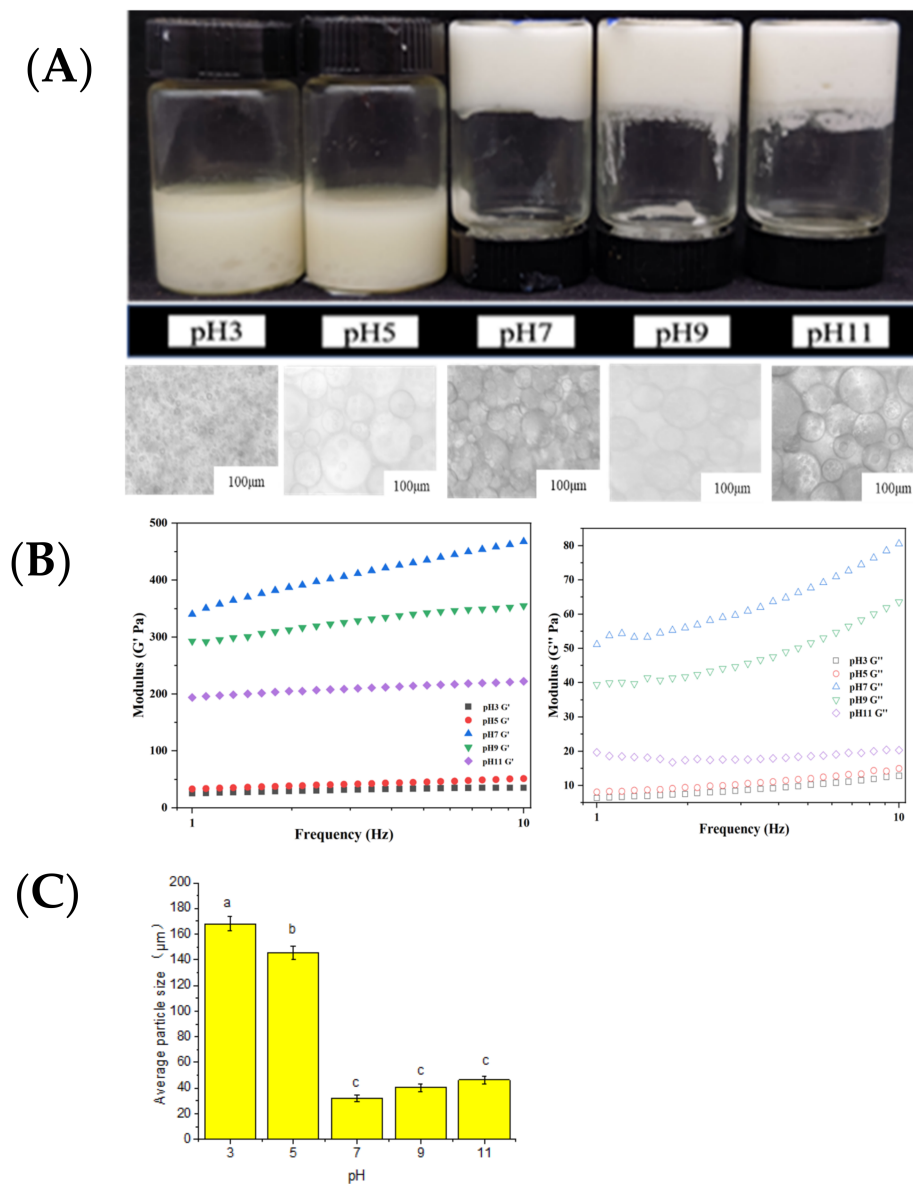 (A)
pH3 pH5 pH7 pH9 pH11
100μm 100μm 100μm 100μm 100μm
(B)
500
400
300
200
100
0
Modulus (G' Pa)
1 10
Frequency (Hz)
pH3 G'
pH5 G'
pH7 G'
pH9 G'
pH11 G'
80
70
60
50
40
30
20
10
Modulus (G'' Pa)
1 10
Frequency (Hz)
pH3 G''
pH5 G''
pH7 G''
pH9 G''
pH11 G''
(C)
200
180
160
140
120
100
80
60
40
20
0
Average particle size (μm)
a
b
c
c
c
3 5 7 9 11
pH